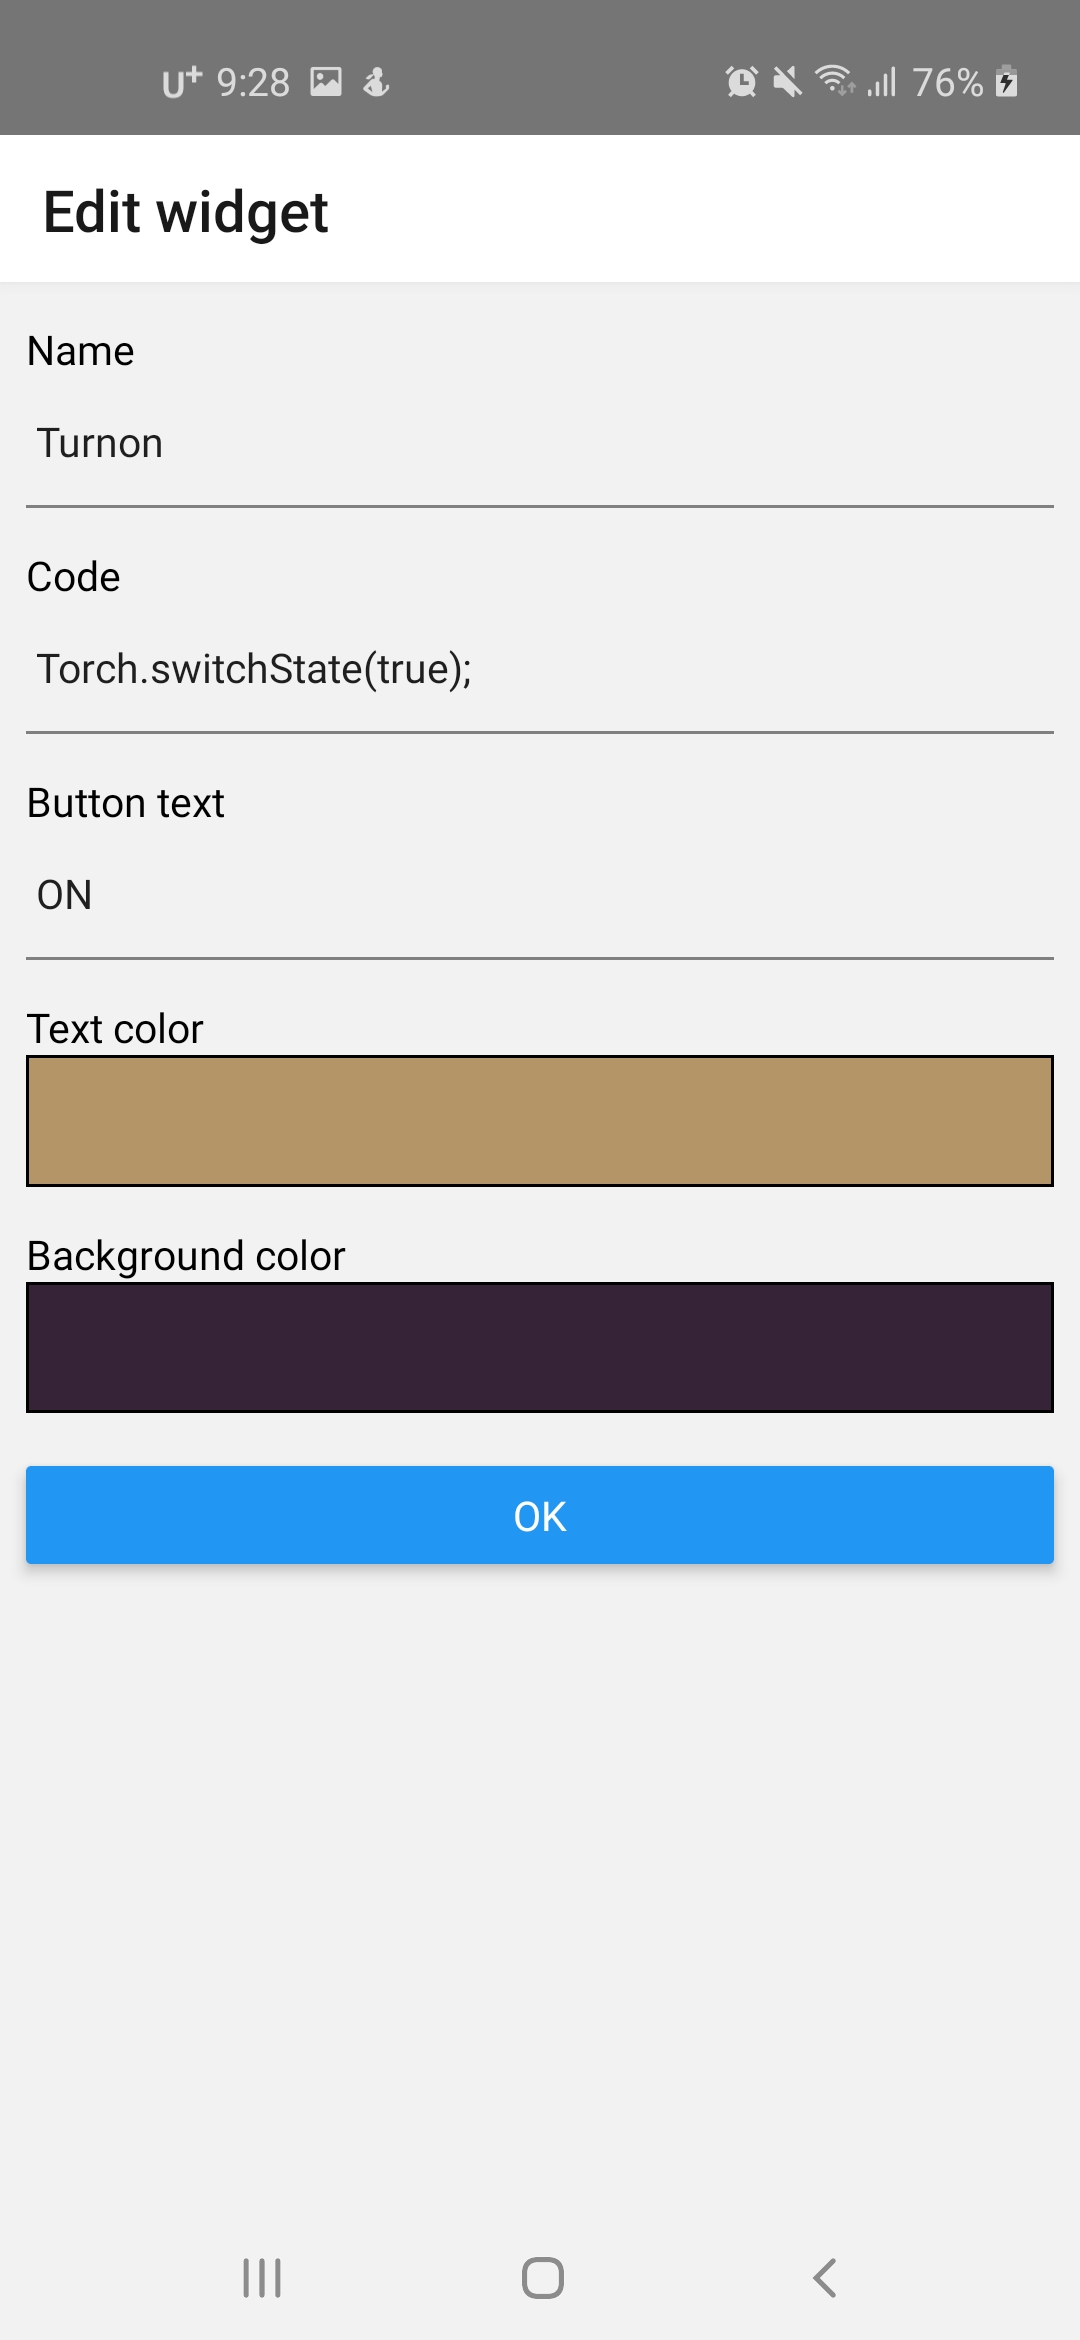 U+ 9:28 76%
Edit widget
Name
Turnon
Code
Torch.switchState(true);
Button text
ON
Text color
Background color
OK